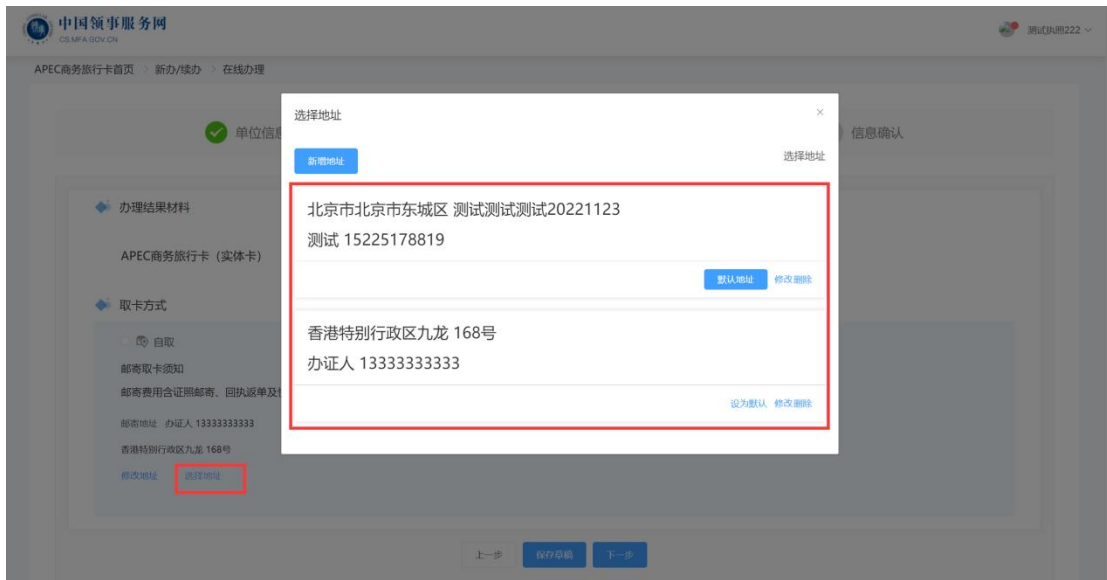 中国领事服务网
CS.MFA.GOV.CN
测试执照222
APEC商务旅行卡首页 > 新办/续办 > 在线办理
单位信息
信息确认
选择地址
×
新增地址
选择地址
北京市北京市东城区 测试测试测试20221123
测试 15225178819
默认地址 修改 删除
香港特别行政区九龙 168号
办证人 13333333333
设为默认 修改 删除
办理结果材料
APEC商务旅行卡（实体卡）
取卡方式
自取
邮寄取卡须知
邮寄费用含证照邮寄、回执返单及
邮寄地址 办证人 13333333333
香港特别行政区九龙 168号
修改地址 选择地址
上一步 保存草稿 下一步